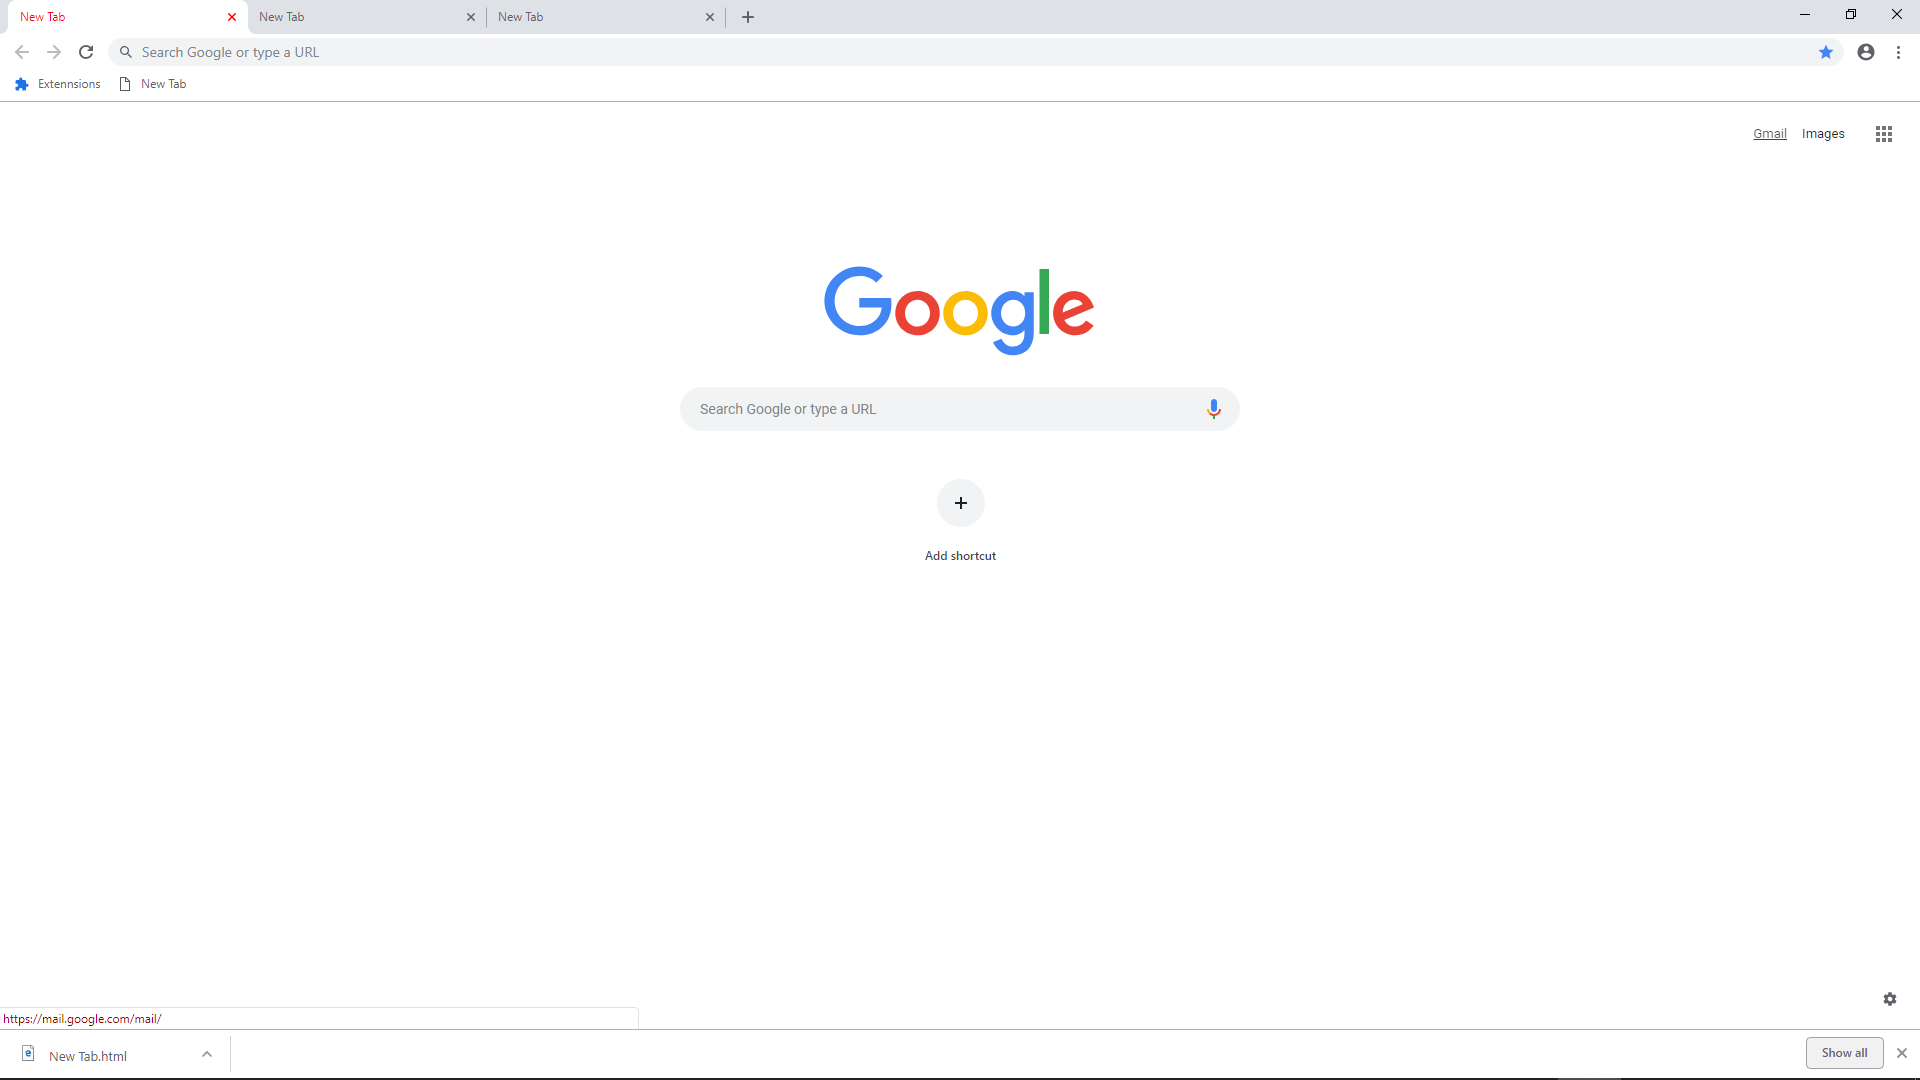 New Tab
New Tab
New Tab
Search Google or type a URL
Extennsions
New Tab
Gmail
Images
Google
Search Google or type a URL
Add shortcut
https://mail.google.com/mail/
New Tab.html
Show all